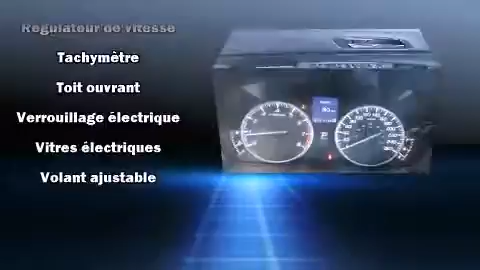 Régulateur de vitesse
Tachymètre
Toit ouvrant
Verrouillage électrique
Vitres électriques
Volant ajustable